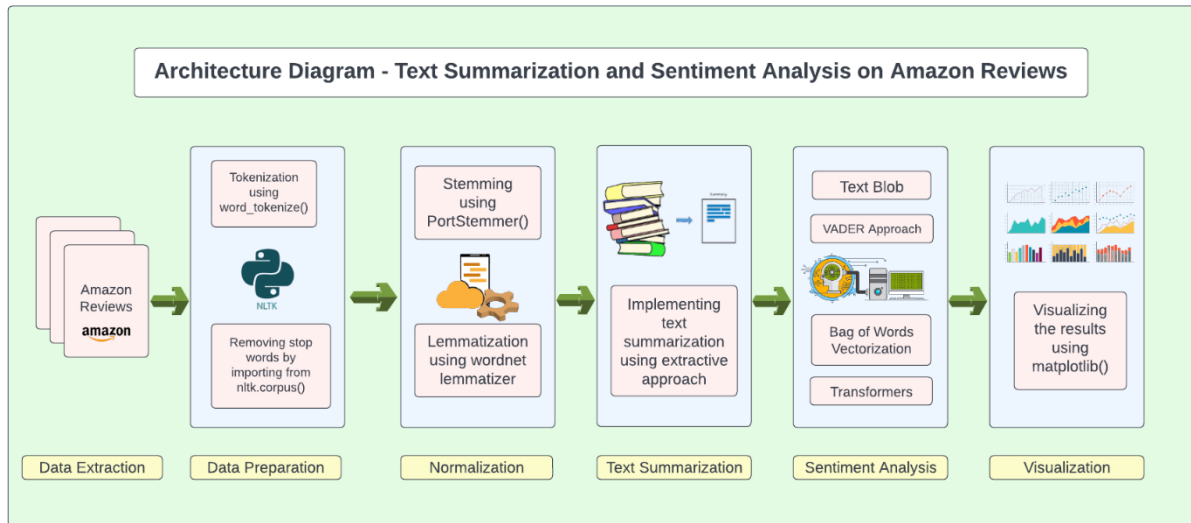 Architecture Diagram - Text Summarization and Sentiment Analysis on Amazon Reviews
Amazon
Reviews
amazon
Data Extraction
Tokenization
using
word_tokenize()
NLTK
Removing stop
words by
importing from
nltk.corpus()
Data Preparation
Stemming
using
PortStemmer()
Lemmatization
using wordnet
lemmatizer
Normalization
Summary
Implementing
text
summarization
using extractive
approach
Text Summarization
Text Blob
VADER Approach
Bag of Words
Vectorization
Transformers
Sentiment Analysis
Visualizing
the results
using
matplotlib()
Visualization